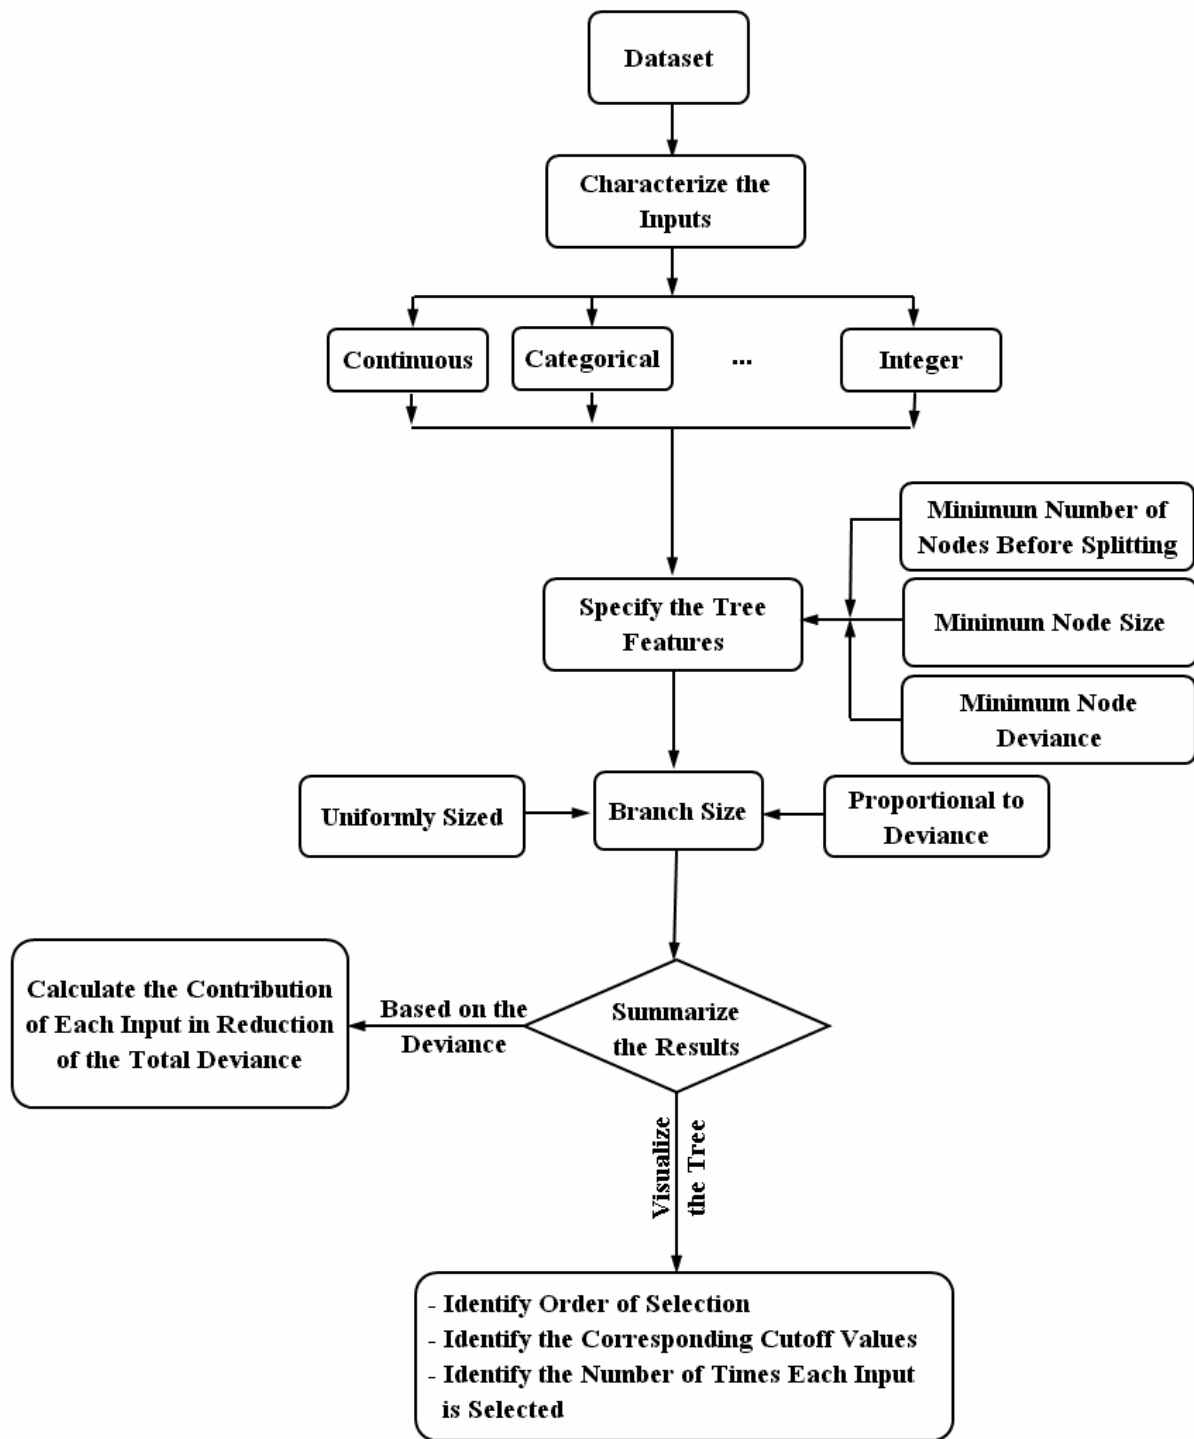 Dataset
Characterize the
Inputs
Continuous
Categorical
...
Integer
Minimum Number of
Nodes Before Splitting
Specify the Tree
Features
Minimum Node Size
Minimum Node
Deviance
Uniformly Sized
Branch Size
Proportional to
Deviance
Calculate the Contribution
of Each Input in Reduction
of the Total Deviance
Based on the
Deviance
Summarize
the Results
Visualize
the Tree
- Identify Order of Selection
- Identify the Corresponding Cutoff Values
- Identify the Number of Times Each Input
is Selected